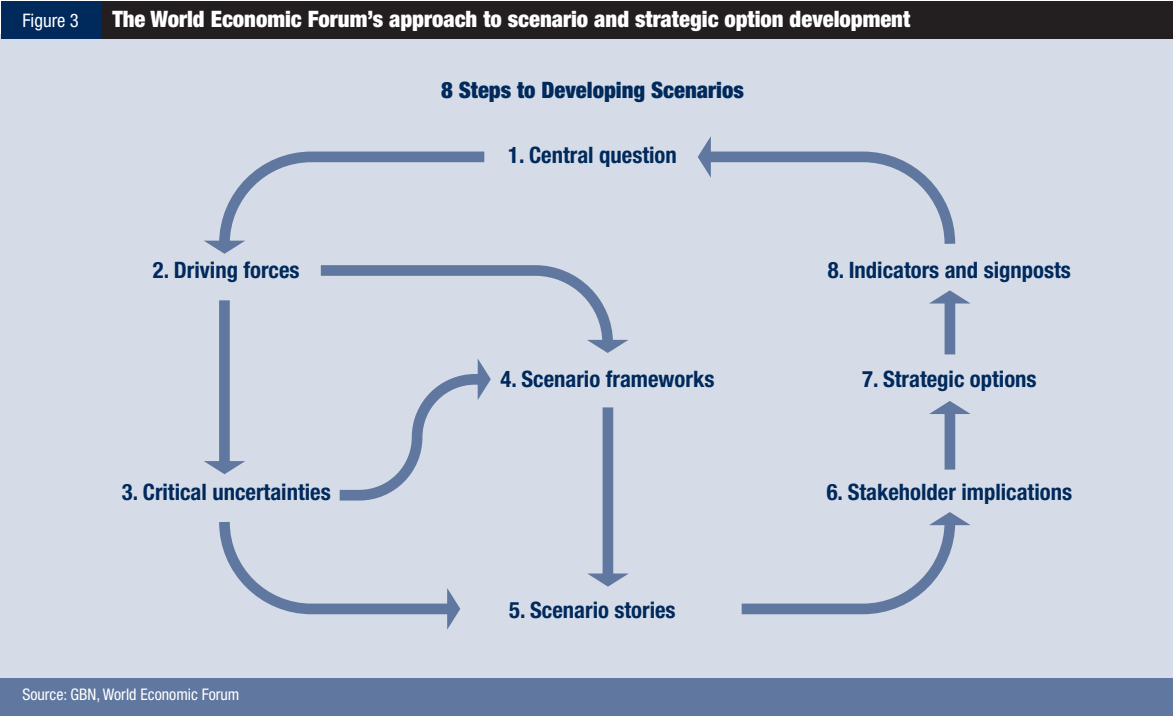 Figure 3
The World Economic Forum's approach to scenario and strategic option development
8 Steps to Developing Scenarios
1. Central question
2. Driving forces
8. Indicators and signposts
4. Scenario frameworks
7. Strategic options
3. Critical uncertainties
6. Stakeholder implications
5. Scenario stories
Source: GBN, World Economic Forum